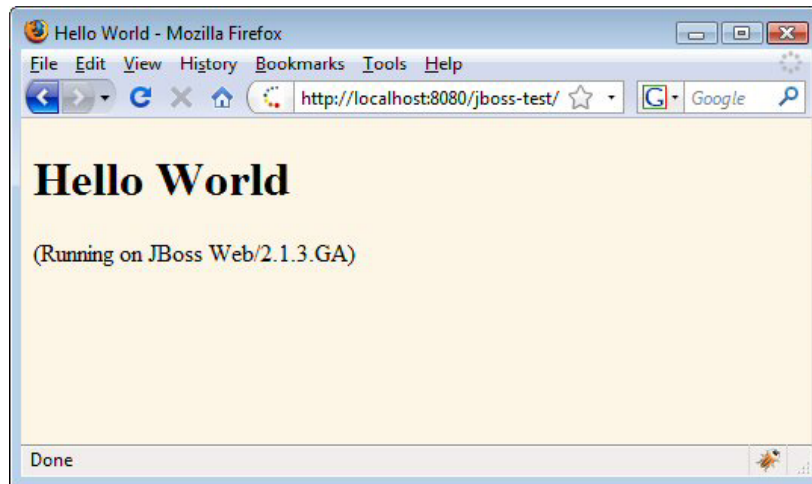 Hello World - Mozilla Firefox
File Edit View History Bookmarks Tools Help
http://localhost:8080/jboss-test/ G Google
Hello World
(Running on JBoss Web/2.1.3.GA)
Done